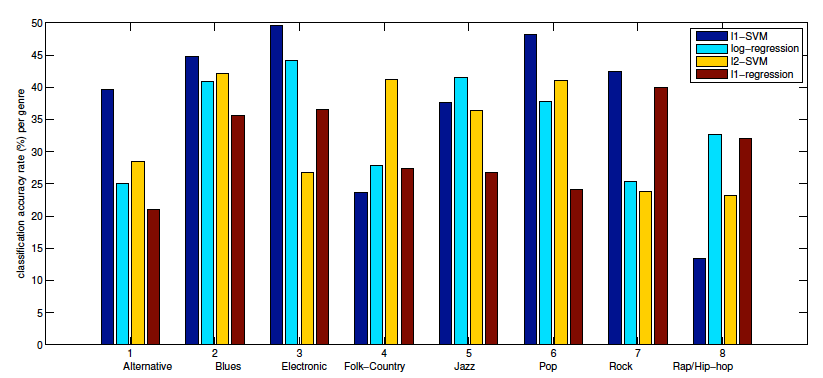 50
45
40
35
30
25
20
15
10
5
0
classification accuracy rate (%) per genre
l1−SVM
log−regression
l2−SVM
l1−regression
1 2 3 4 5 6 7 8
Alternative Blues Electronic Folk−Country Jazz Pop Rock Rap/Hip−hop